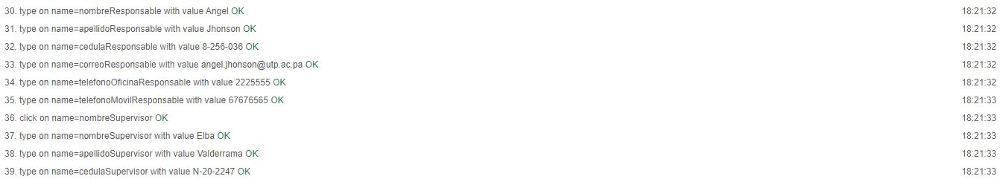 30. type on name=nombreResponsable with value Angel OK 18:21:32
31. type on name=apellidoResponsable with value Jhonson OK 18:21:32
32. type on name=cedulaResponsable with value 8-256-036 OK 18:21:32
33. type on name=correoResponsable with value angel.jhonson@utp.ac.pa OK 18:21:32
34. type on name=telefonoOficinaResponsable with value 2225555 OK 18:21:32
35. type on name=telefonoMovilResponsable with value 67676565 OK 18:21:33
36. click on name=nombreSupervisor OK 18:21:33
37. type on name=nombreSupervisor with value Elba OK 18:21:33
38. type on name=apellidoSupervisor with value Valderrama OK 18:21:33
39. type on name=cedulaSupervisor with value N-20-2247 OK 18:21:33